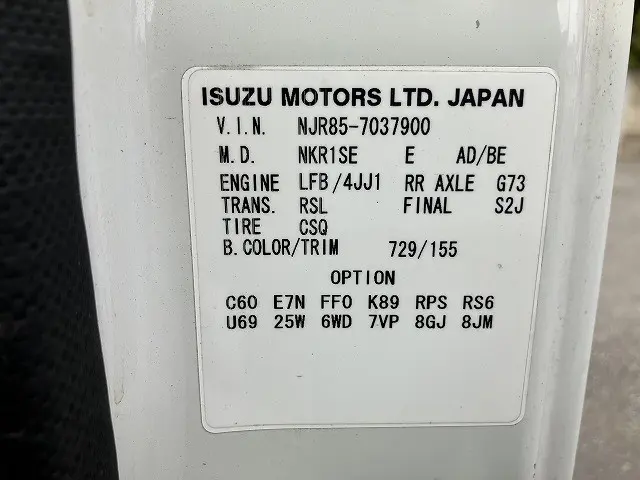 ISUZU MOTORS LTD. JAPAN
V.I.N. NJR85-7037900
M.D. NKR1SE E AD/BE
ENGINE LFB/4JJ1 RR AXLE G73
TRANS. RSL FINAL S2J
TIRE CSQ
B.COLOR/TRIM 729/155
OPTION
C60 E7N FF0 K89 RPS RS6
U69 25W 6WD 7VP 8GJ 8JM